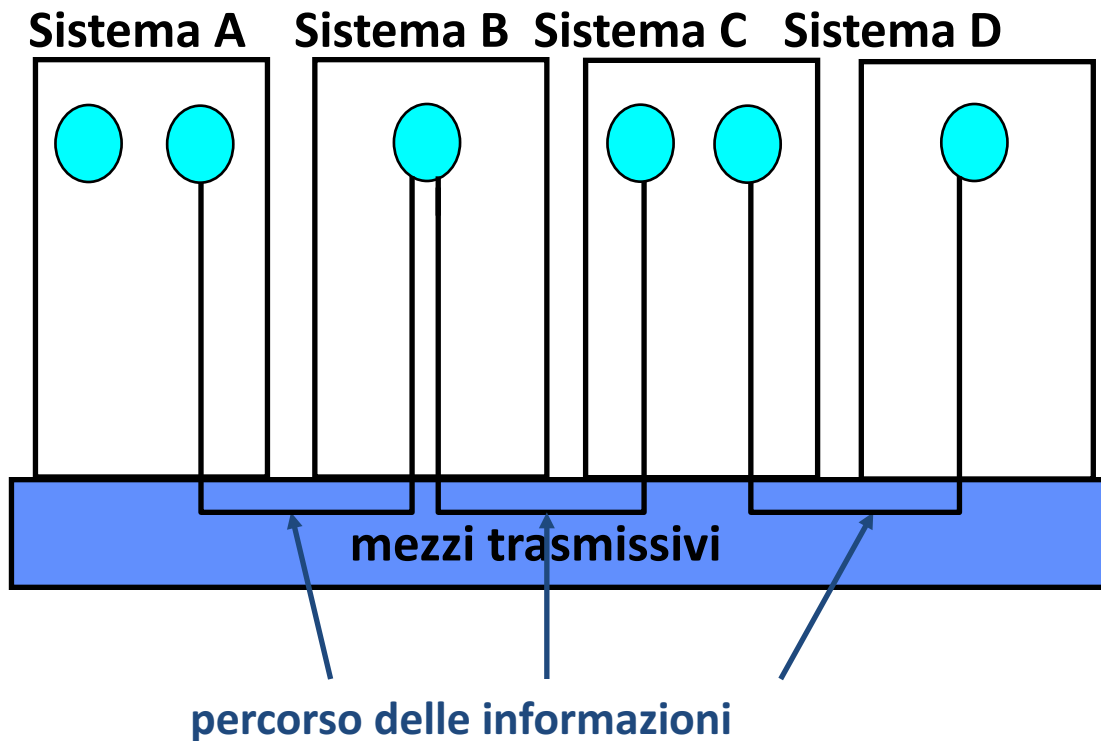 Sistema A Sistema B Sistema C Sistema D
mezzi trasmissivi
percorso delle informazioni